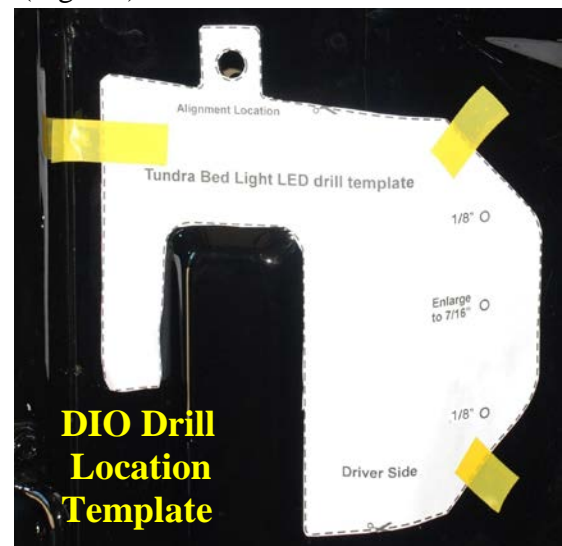 Alignment Location
Tundra Bed Light LED drill template
1/8"
Enlarge
to 7/16"
1/8"
Driver Side
DIO Drill
Location
Template